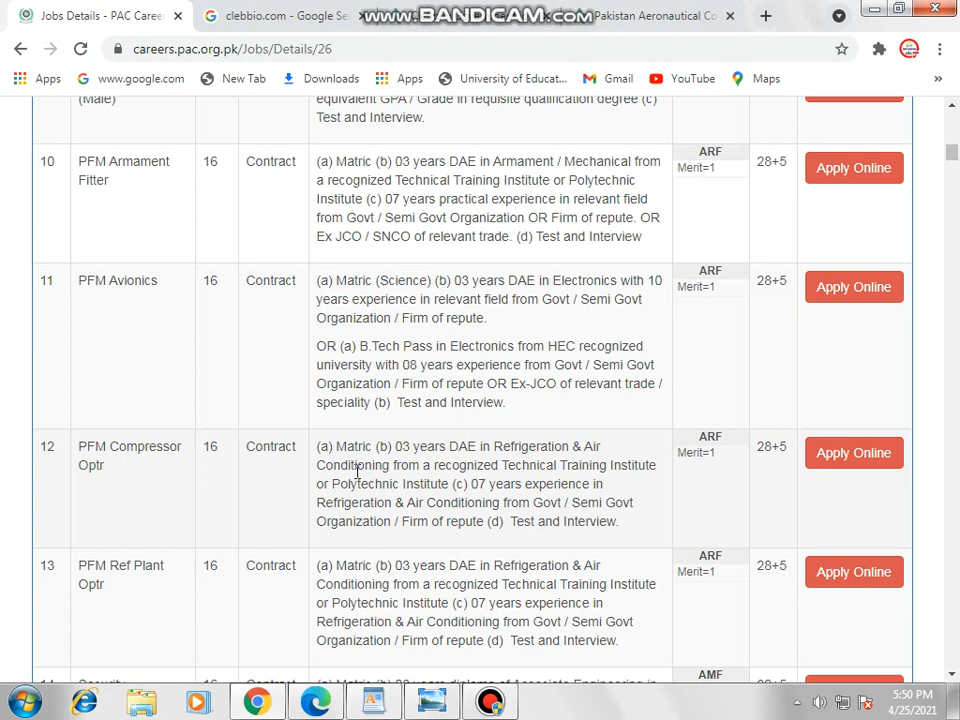 Jobs Details - PAC Caree
clebbio.com - Google Se
www.BANDICAM.com
Pakistan Aeronautical Co
careers.pac.org.pk/Jobs/Details/26
Apps
www.google.com
New Tab
Downloads
Apps
University of Educat...
Gmail
YouTube
Maps
»
(Male)
equivalent GPA / Grade in requisite qualification degree (c)
Test and Interview.
10
PFM Armament
Fitter
16
Contract
(a) Matric (b) 03 years DAE in Armament / Mechanical from
a recognized Technical Training Institute or Polytechnic
Institute (c) 07 years practical experience in relevant field
from Govt / Semi Govt Organization OR Firm of repute. OR
Ex JCO / SNCO of relevant trade. (d) Test and Interview
ARF
Merit=1
28+5
Apply Online
11
PFM Avionics
16
Contract
(a) Matric (Science) (b) 03 years DAE in Electronics with 10
years experience in relevant field from Govt / Semi Govt
Organization / Firm of repute.
OR (a) B.Tech Pass in Electronics from HEC recognized
university with 08 years experience from Govt / Semi Govt
Organization / Firm of repute OR Ex-JCO of relevant trade /
speciality (b) Test and Interview.
ARF
Merit=1
28+5
Apply Online
12
PFM Compressor
Optr
16
Contract
(a) Matric (b) 03 years DAE in Refrigeration & Air
Conditioning from a recognized Technical Training Institute
or Polytechnic Institute (c) 07 years experience in
Refrigeration & Air Conditioning from Govt / Semi Govt
Organization / Firm of repute (d) Test and Interview.
ARF
Merit=1
28+5
Apply Online
13
PFM Ref Plant
Optr
16
Contract
(a) Matric (b) 03 years DAE in Refrigeration & Air
Conditioning from a recognized Technical Training Institute
or Polytechnic Institute (c) 07 years experience in
Refrigeration & Air Conditioning from Govt / Semi Govt
Organization / Firm of repute (d) Test and Interview.
ARF
Merit=1
28+5
Apply Online
AMF
5:50 PM
4/25/2021